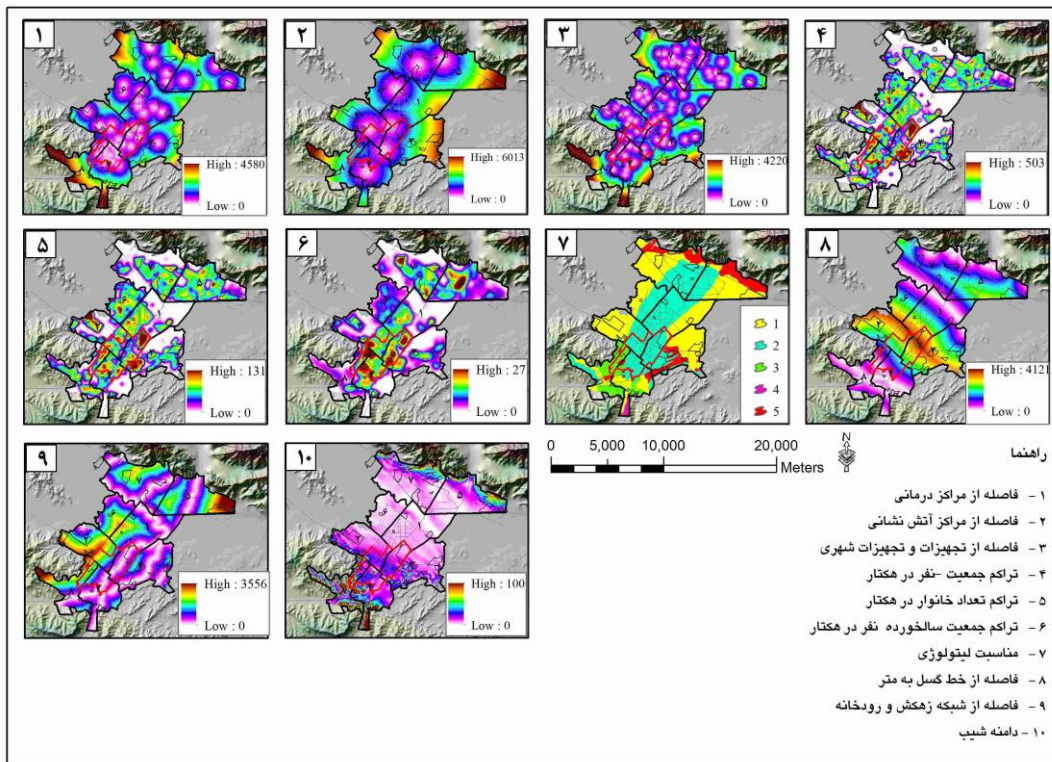 ۱
High : 4580
Low : 0
۲
High : 6013
Low : 0
۳
High : 4220
Low : 0
۴
High : 503
Low : 0
۵
High : 131
Low : 0
۶
High : 27
Low : 0
۷
1
2
3
4
5
۸
High : 4121
Low : 0
۹
High : 3556
Low : 0
۱۰
High : 100
Low : 0
0 5,000 10,000 20,000
Meters
N
راهنما
۱ - فاصله از مراکز درمانی
۲ - فاصله از مراکز آتش نشانی
۳ - فاصله از تجهیزات و تجهیزات شهری
۴ - تراکم جمعیت -نفر در هکتار
۵ - تراکم تعداد خانوار در هکتار
۶ - تراکم جمعیت سالخورده نفر در هکتار
۷ - مناسبت لیتولوژی
۸ - فاصله از خط گسل به متر
۹ - فاصله از شبکه زهکش و رودخانه
۱۰ - دامنه شیب